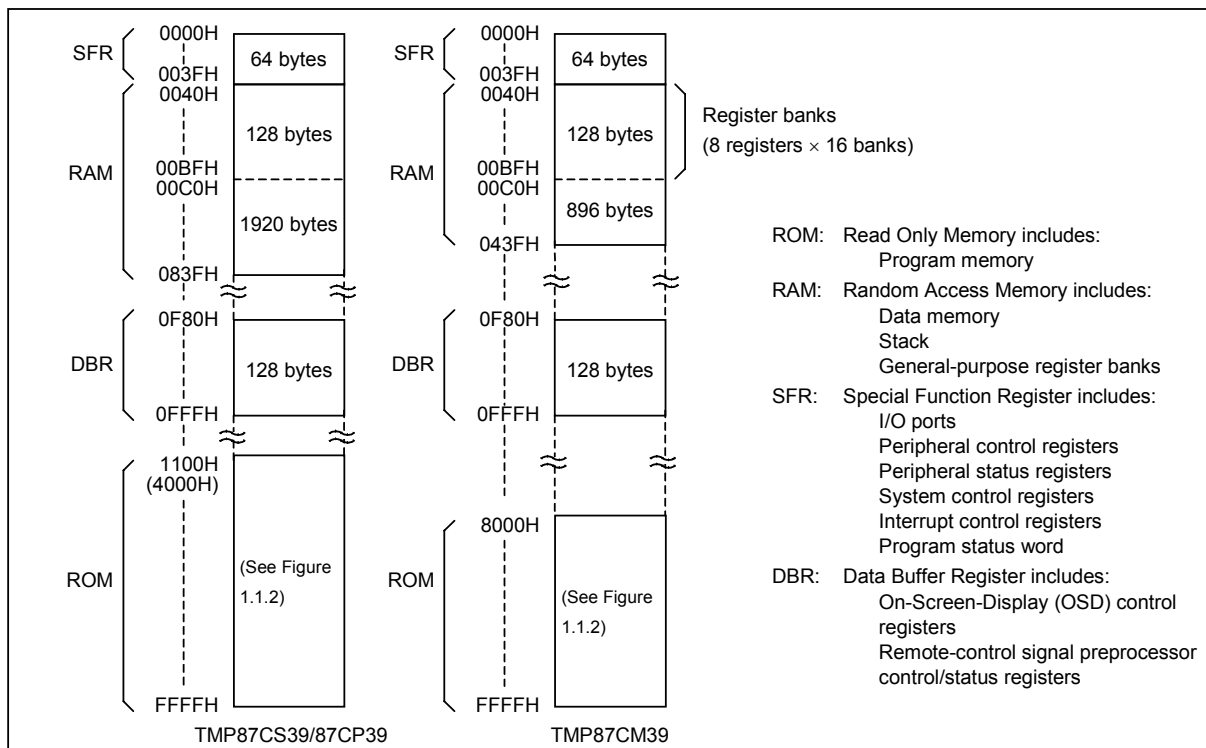 SFR
0000H
003FH
64 bytes
RAM
0040H
00BFH
128 bytes
00C0H
083FH
1920 bytes
DBR
0F80H
0FFFH
128 bytes
ROM
1100H
(4000H)
FFFFH
(See Figure
1.1.2)
TMP87CS39/87CP39
SFR
0000H
003FH
64 bytes
RAM
0040H
00BFH
128 bytes
00C0H
043FH
896 bytes
DBR
0F80H
0FFFH
128 bytes
ROM
8000H
FFFFH
(See Figure
1.1.2)
TMP87CM39
Register banks
(8 registers × 16 banks)
ROM: Read Only Memory includes:
Program memory
RAM: Random Access Memory includes:
Data memory
Stack
General-purpose register banks
SFR: Special Function Register includes:
I/O ports
Peripheral control registers
Peripheral status registers
System control registers
Interrupt control registers
Program status word
DBR: Data Buffer Register includes:
On-Screen-Display (OSD) control
registers
Remote-control signal preprocessor
control/status registers